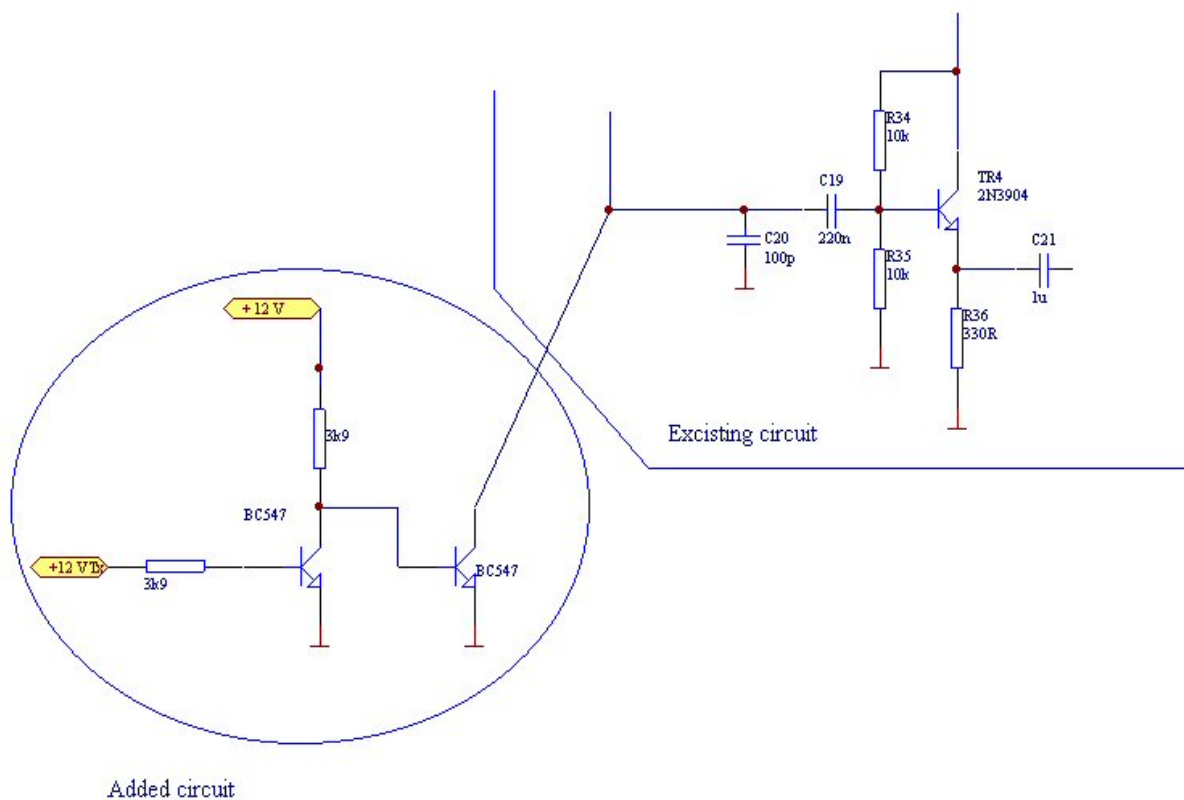 R34
10k
C19
TR4
2N3904
220n
C20
100p
R35
10k
C21
1u
R36
330R
+12 V
3k9
Excisting circuit
BC547
+12 VTx
3k9
BC547
Added circuit